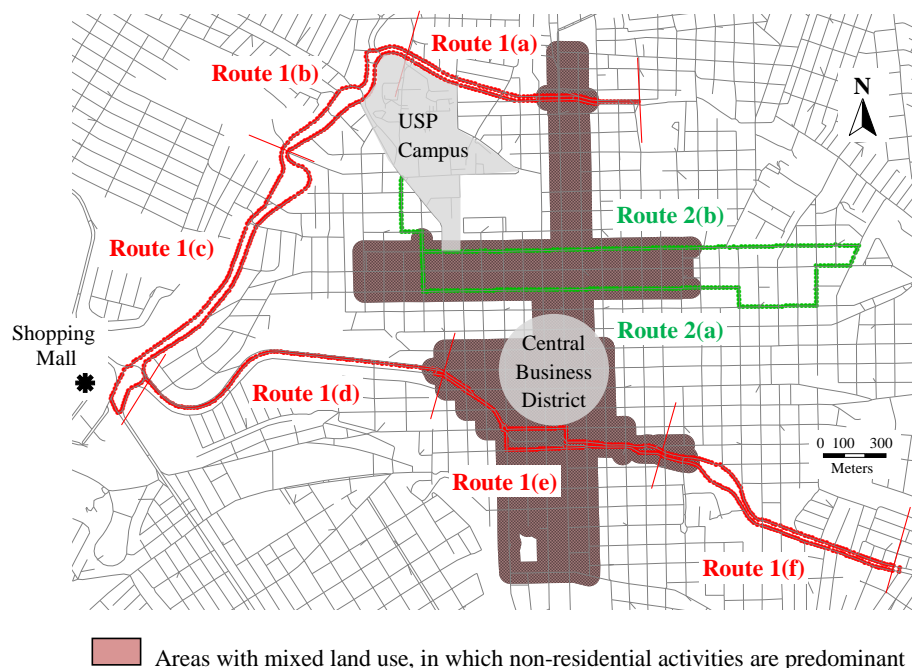 Route 1(a)
Route 1(b)
N
USP
Campus
Route 2(b)
Route 1(c)
Shopping
Mall
Route 2(a)
Central
Business
District
Route 1(d)
0 100 300
Meters
Route 1(e)
Route 1(f)
Areas with mixed land use, in which non-residential activities are predominant